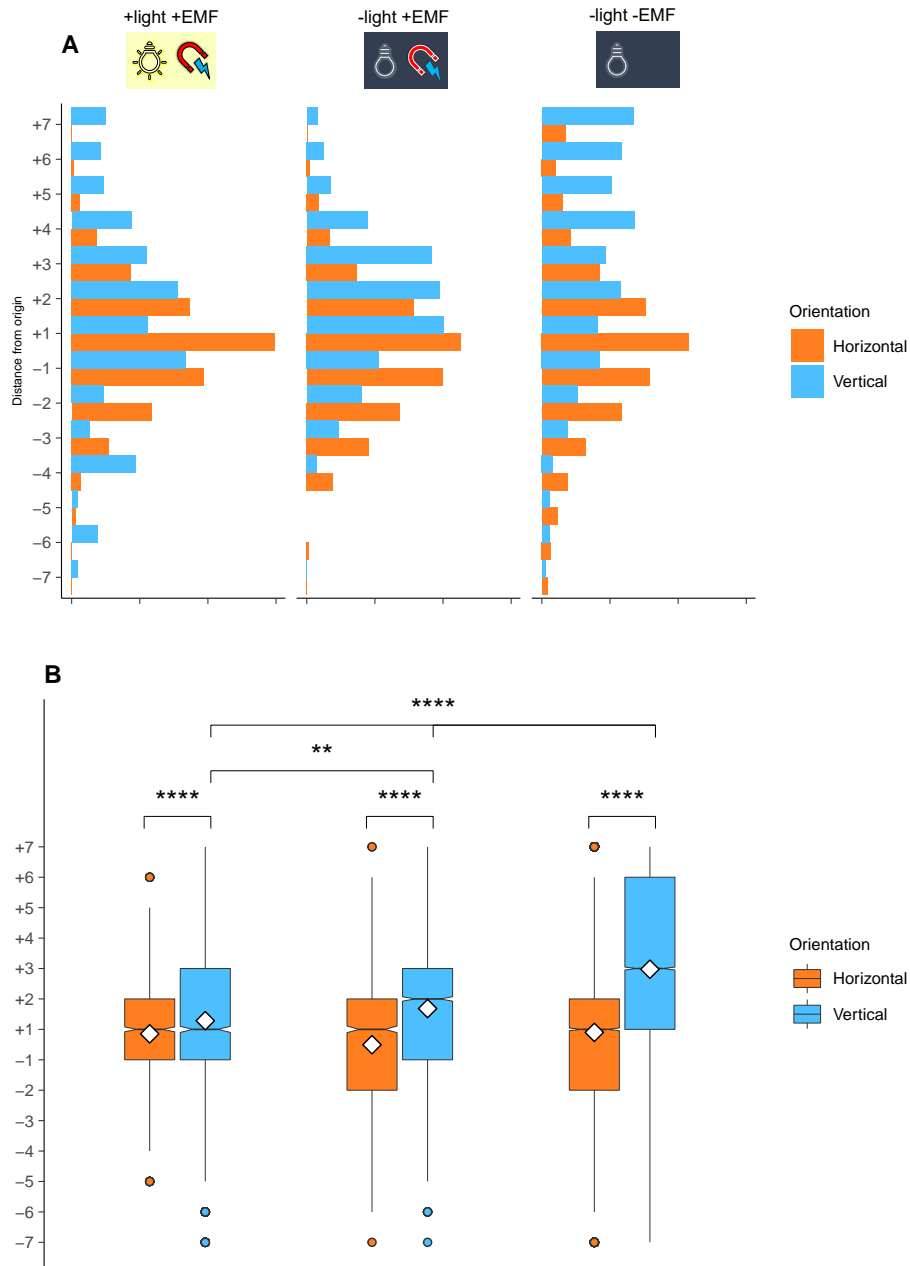 +light +EMF
-light +EMF
-light -EMF
A
Distance from origin
+7
+6
+5
+4
+3
+2
+1
−1
−2
−3
−4
−5
−6
−7
Orientation
Horizontal
Vertical
B
****
**
**** **** ****
+7
+6
+5
+4
+3
+2
+1
−1
−2
−3
−4
−5
−6
−7
Orientation
Horizontal
Vertical